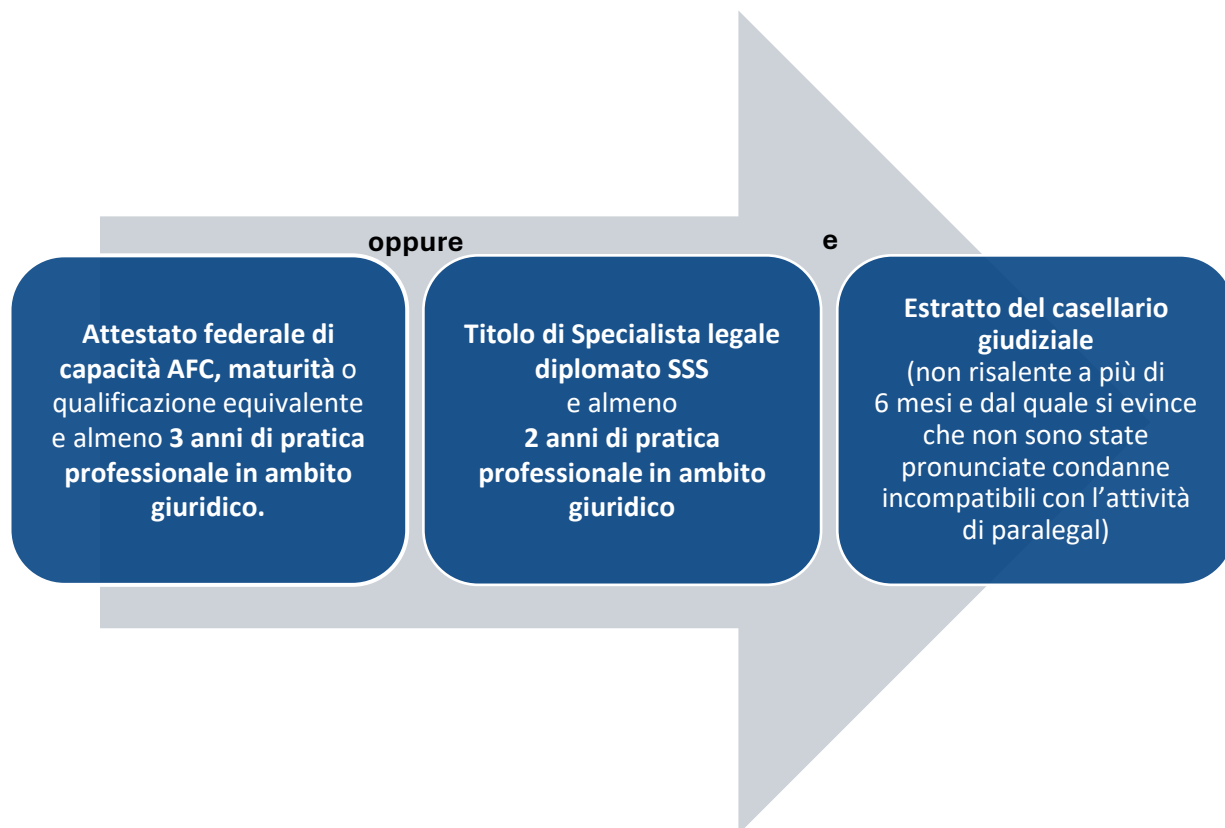 oppure
e
Attestato federale di
capacità AFC, maturità o
qualificazione equivalente
e almeno 3 anni di pratica
professionale in ambito
giuridico.
Titolo di Specialista legale
diplomato SSS
e almeno
2 anni di pratica
professionale in ambito
giuridico
Estratto del casellario
giudiziale
(non risalente a più di
6 mesi e dal quale si evince
che non sono state
pronunciate condanne
incompatibili con l’attività
di paralegal)